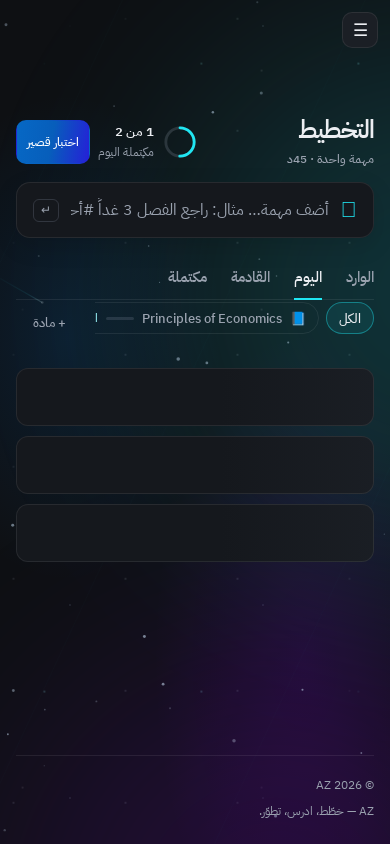 التخطيط
مهمة واحدة · 45د
1 من 2
مكتملة اليوم
اختبار قصير
أضف مهمة... مثال: راجع الفصل 3 غداً #أح
الوارد
اليوم
القادمة
مكتملة
الكل
📘 Principles of Economics
+ مادة
© 2026 AZ
AZ — خطّط، ادرس، تطوّر.